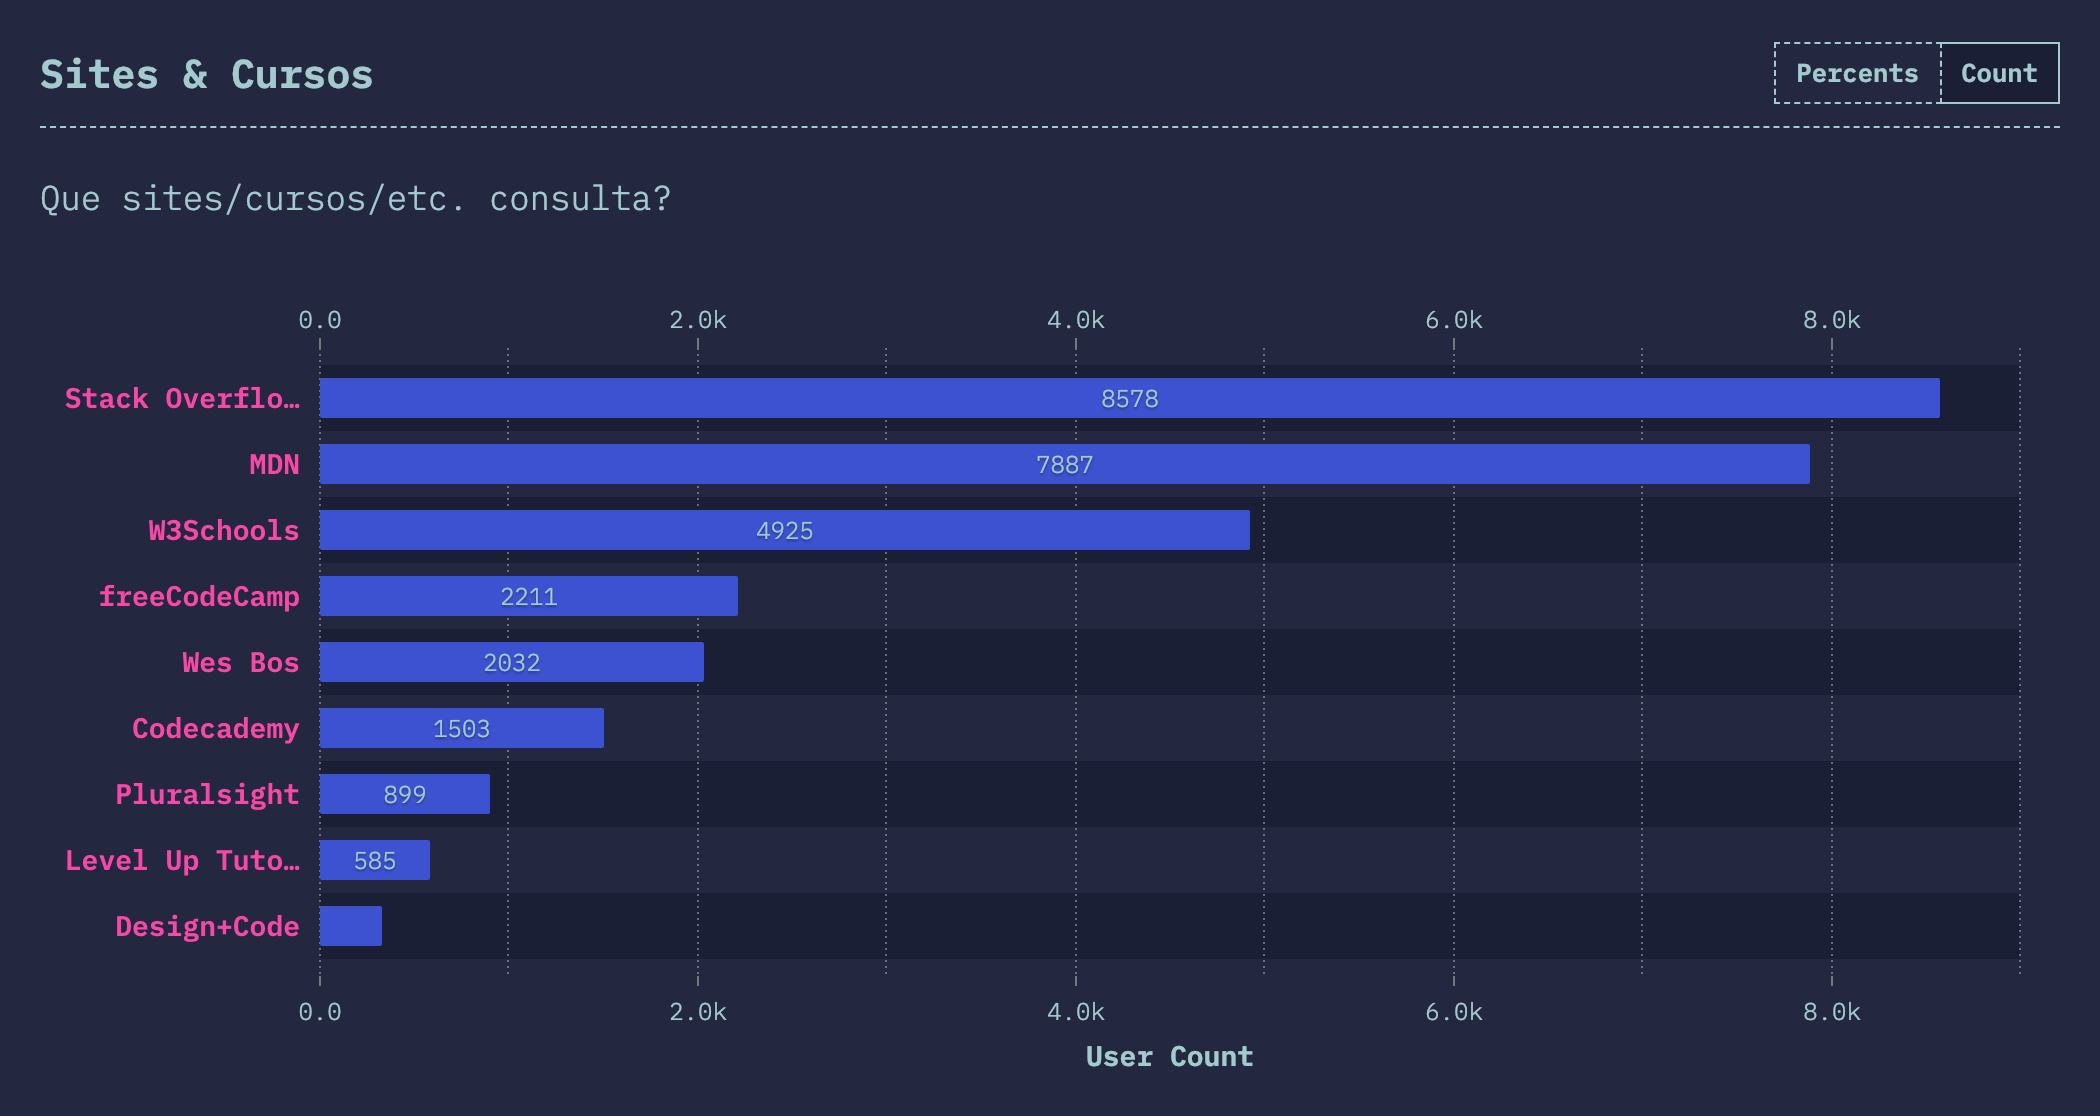 Sites & Cursos
Percents Count
Que sites/cursos/etc. consulta?
0.0 2.0k 4.0k 6.0k 8.0k
Stack Overflo… 8578
MDN 7887
W3Schools 4925
freeCodeCamp 2211
Wes Bos 2032
Codecademy 1503
Pluralsight 899
Level Up Tuto… 585
Design+Code
0.0 2.0k 4.0k 6.0k 8.0k
User Count